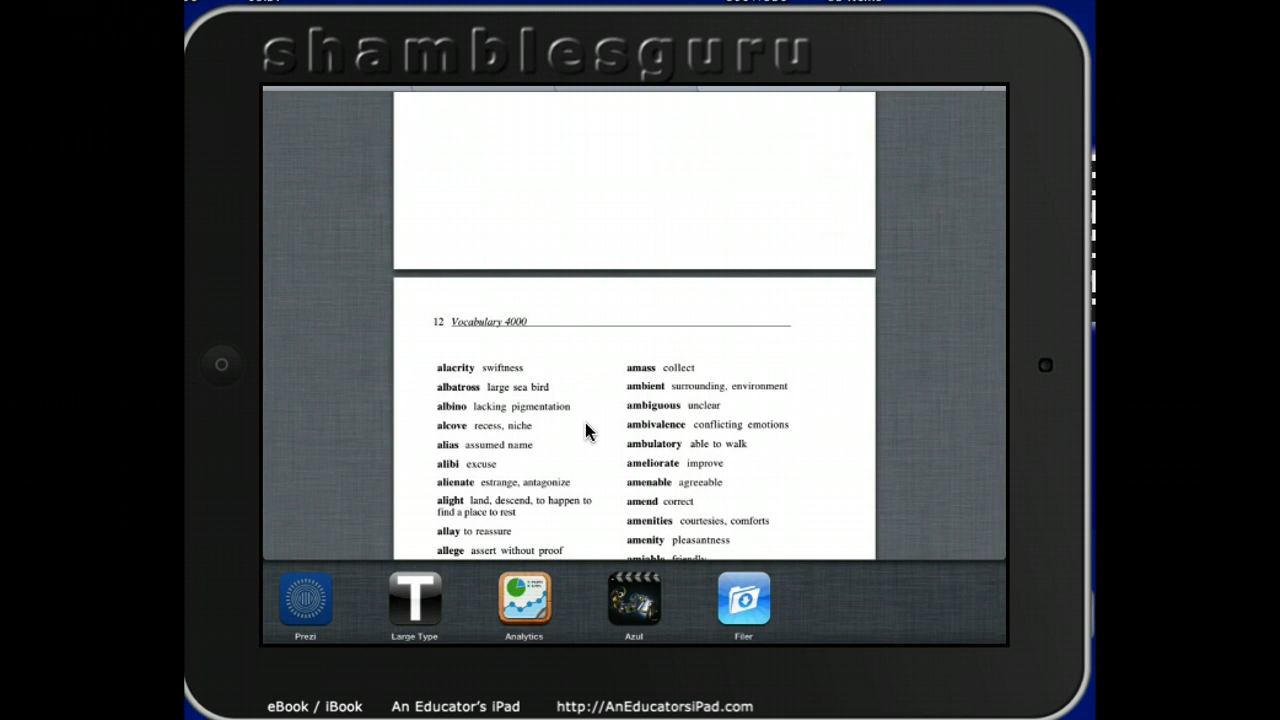 shamblesguru
12 Vocabulary 4000
alacrity swiftness
albatross large sea bird
albino lacking pigmentation
alcove recess, niche
alias assumed name
alibi excuse
alienate estrange, antagonize
alight land, descend, to happen to
find a place to rest
allay to reassure
allege assert without proof
amass collect
ambient surrounding, environment
ambiguous unclear
ambivalence conflicting emotions
ambulatory able to walk
ameliorate improve
amenable agreeable
amend correct
amenities courtesies, comforts
amenity pleasantness
amiable friendly
Prezi
Large Type
Analytics
Azul
Filer
T
eBook / iBook An Educator's iPad http://AnEducatorsiPad.com